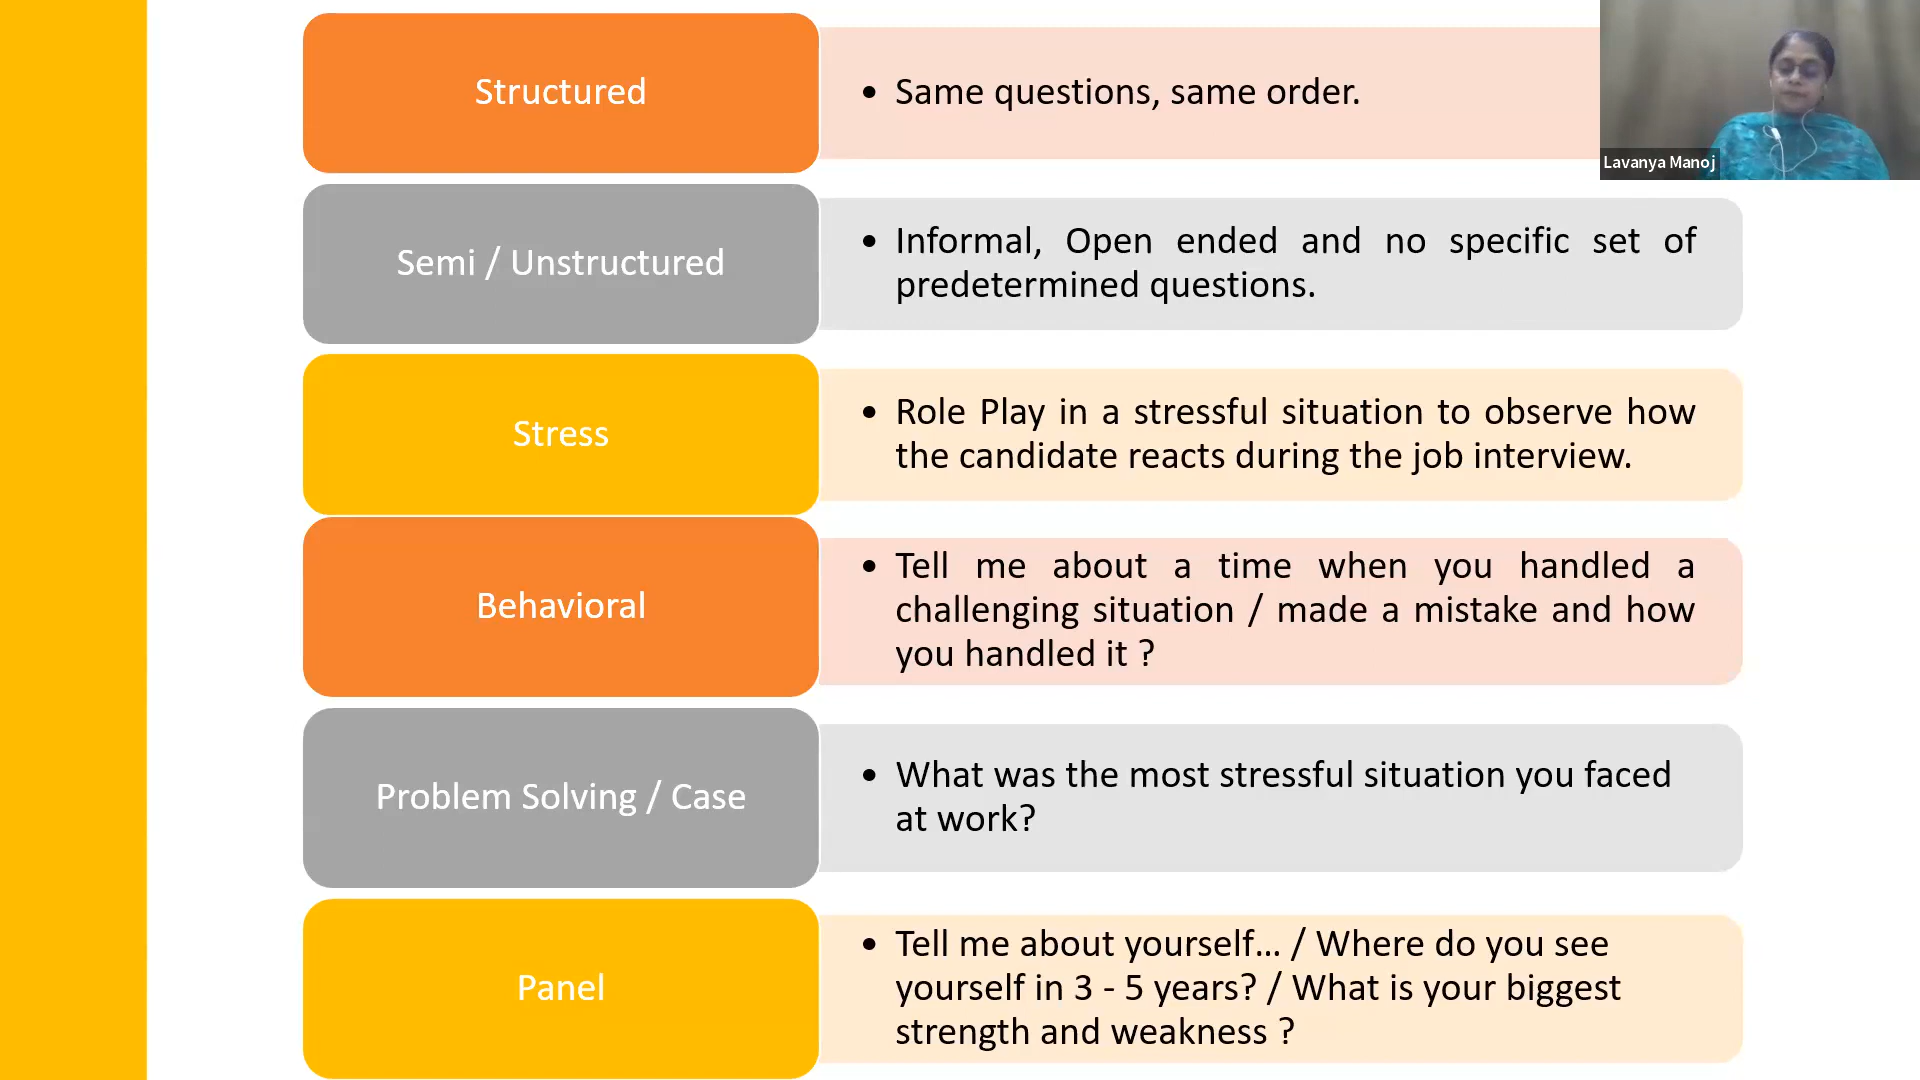 Structured
• Same questions, same order.
Lavanya Manoj
Semi / Unstructured
• Informal, Open ended and no specific set of
predetermined questions.
Stress
• Role Play in a stressful situation to observe how
the candidate reacts during the job interview.
Behavioral
• Tell me about a time when you handled a
challenging situation / made a mistake and how
you handled it ?
Problem Solving / Case
• What was the most stressful situation you faced
at work?
Panel
• Tell me about yourself... / Where do you see
yourself in 3 - 5 years? / What is your biggest
strength and weakness ?